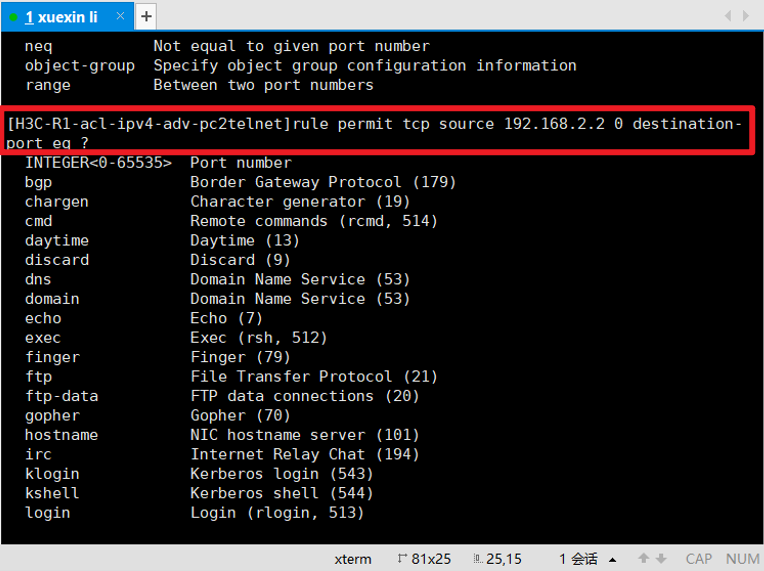 1 xuexin li
neq Not equal to given port number
object-group Specify object group configuration information
range Between two port numbers
[H3C-R1-acl-ipv4-adv-pc2telnet]rule permit tcp source 192.168.2.2 0 destination-
port eq ?
INTEGER<0-65535> Port number
bgp Border Gateway Protocol (179)
chargen Character generator (19)
cmd Remote commands (rcmd, 514)
daytime Daytime (13)
discard Discard (9)
dns Domain Name Service (53)
domain Domain Name Service (53)
echo Echo (7)
exec Exec (rsh, 512)
finger Finger (79)
ftp File Transfer Protocol (21)
ftp-data FTP data connections (20)
gopher Gopher (70)
hostname NIC hostname server (101)
irc Internet Relay Chat (194)
klogin Kerberos login (543)
kshell Kerberos shell (544)
login Login (rlogin, 513)
xterm 81x25 25,15 1 会话 CAP NUM